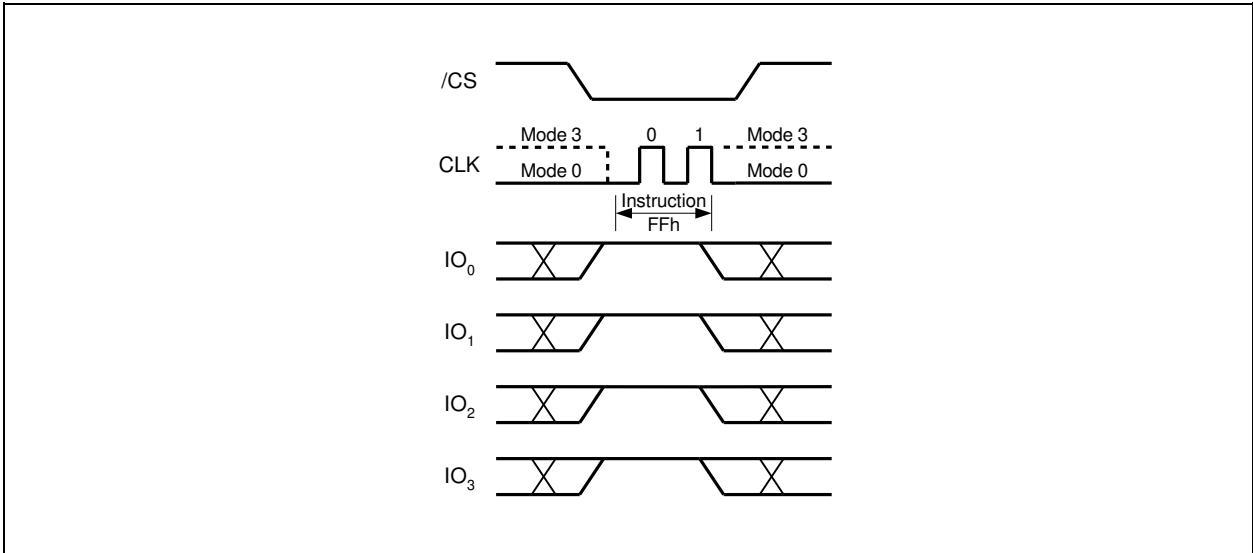 /CS
Mode 3 0 1 Mode 3
CLK
Mode 0 Mode 0
Instruction
FFh
IO0
IO1
IO2
IO3